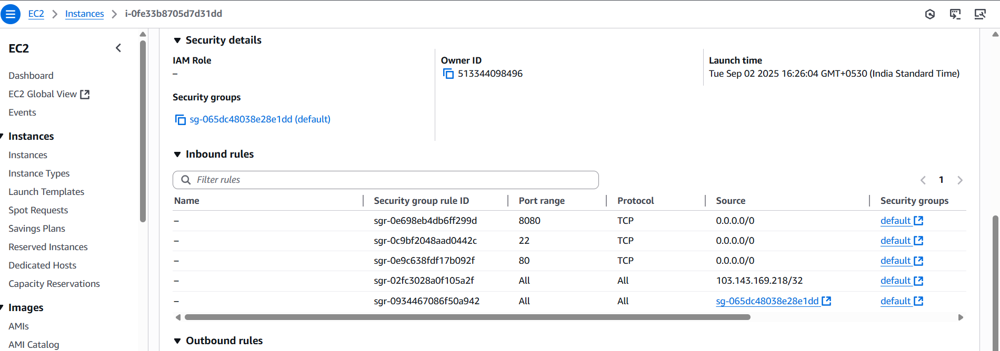 EC2 > Instances > i-0fe33b8705d7d31dd
EC2
Dashboard
EC2 Global View
Events
Instances
Instances
Instance Types
Launch Templates
Spot Requests
Savings Plans
Reserved Instances
Dedicated Hosts
Capacity Reservations
Images
AMIs
AMI Catalog
Security details
IAM Role
–
Owner ID
513344098496
Launch time
Tue Sep 02 2025 16:26:04 GMT+0530 (India Standard Time)
Security groups
sg-065dc48038e28e1dd (default)
Inbound rules
Filter rules
1
Name Security group rule ID Port range Protocol Source Security groups
– sgr-0e698eb4db6ff299d 8080 TCP 0.0.0.0/0 default
– sgr-0c9bf2048aad0442c 22 TCP 0.0.0.0/0 default
– sgr-0e9c638fdf17b092f 80 TCP 0.0.0.0/0 default
– sgr-02fc3028a0f105a2f All All 103.143.169.218/32 default
– sgr-0934467086f50a942 All All sg-065dc48038e28e1dd default
Outbound rules